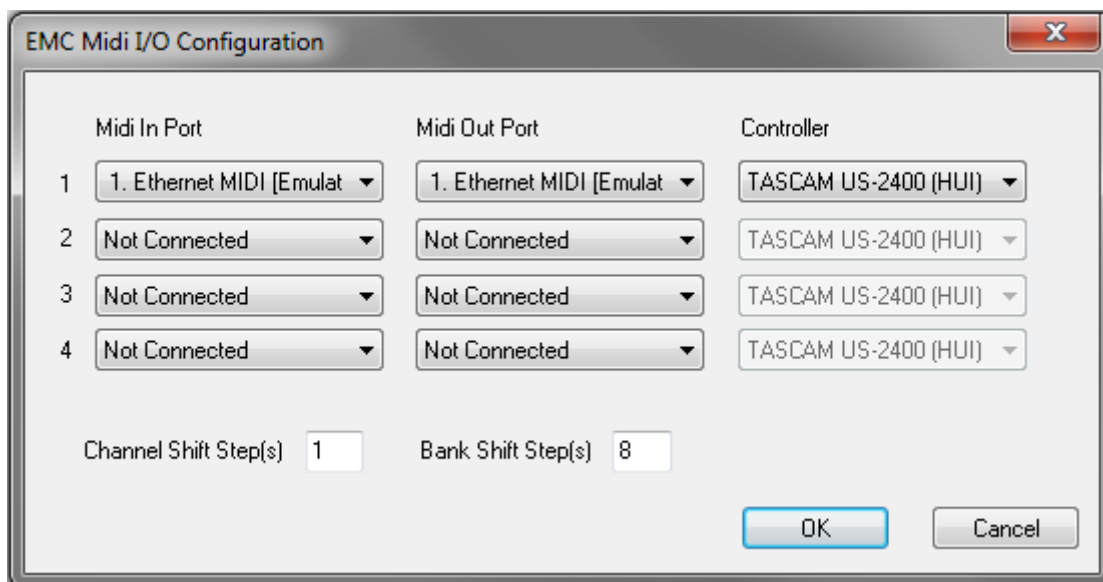 EMC Midi I/O Configuration
Midi In Port Midi Out Port Controller
1 1. Ethernet MIDI [Emulat 1. Ethernet MIDI [Emulat TASCAM US-2400 (HUI)
2 Not Connected Not Connected TASCAM US-2400 (HUI)
3 Not Connected Not Connected TASCAM US-2400 (HUI)
4 Not Connected Not Connected TASCAM US-2400 (HUI)
Channel Shift Step(s) 1 Bank Shift Step(s) 8
OK Cancel